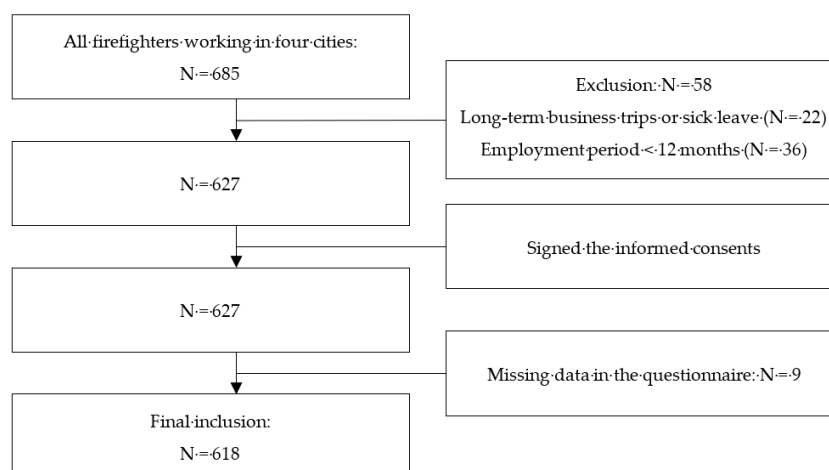 All·firefighters·working·in·four·cities:
N·=·685
Exclusion:·N·=·58
Long-term·business·trips·or·sick·leave·(N·=·22)
Employment·period·<·12·months·(N·=·36)
N·=·627
Signed·the·informed·consents
N·=·627
Missing·data·in·the·questionnaire:·N·=·9
Final·inclusion:
N·=·618